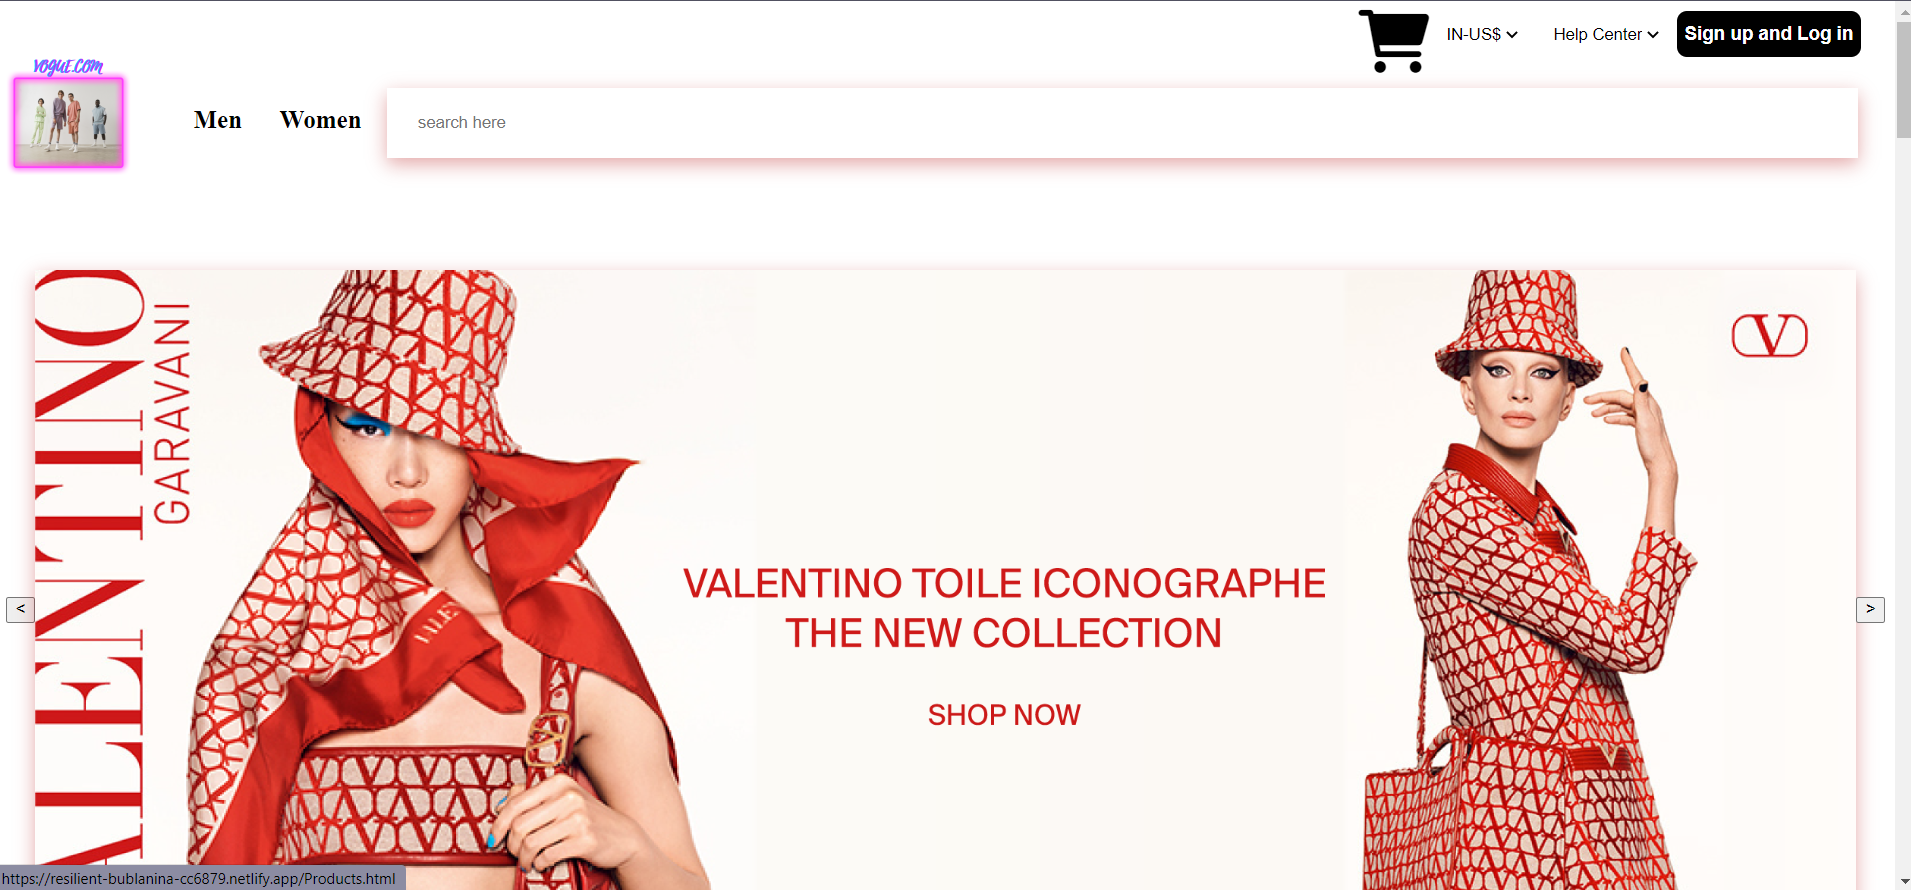 IN-US$
Help Center
Sign up and Log in
VOGUE.COM
Men
Women
search here
VALENTINO
GARAVANI
V
VALENTINO TOILE ICONOGRAPHE
THE NEW COLLECTION
SHOP NOW
<
>
https://resilient-bublanina-cc6879.netlify.app/Products.html